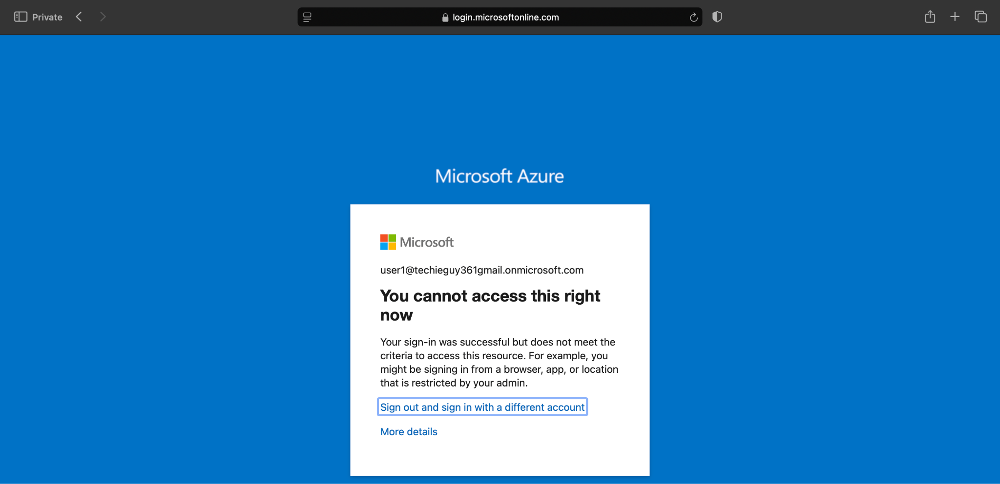 Private
login.microsoftonline.com
Microsoft Azure
Microsoft
user1@techieguy361gmail.onmicrosoft.com
You cannot access this right
now
Your sign-in was successful but does not meet the
criteria to access this resource. For example, you
might be signing in from a browser, app, or location
that is restricted by your admin.
Sign out and sign in with a different account
More details